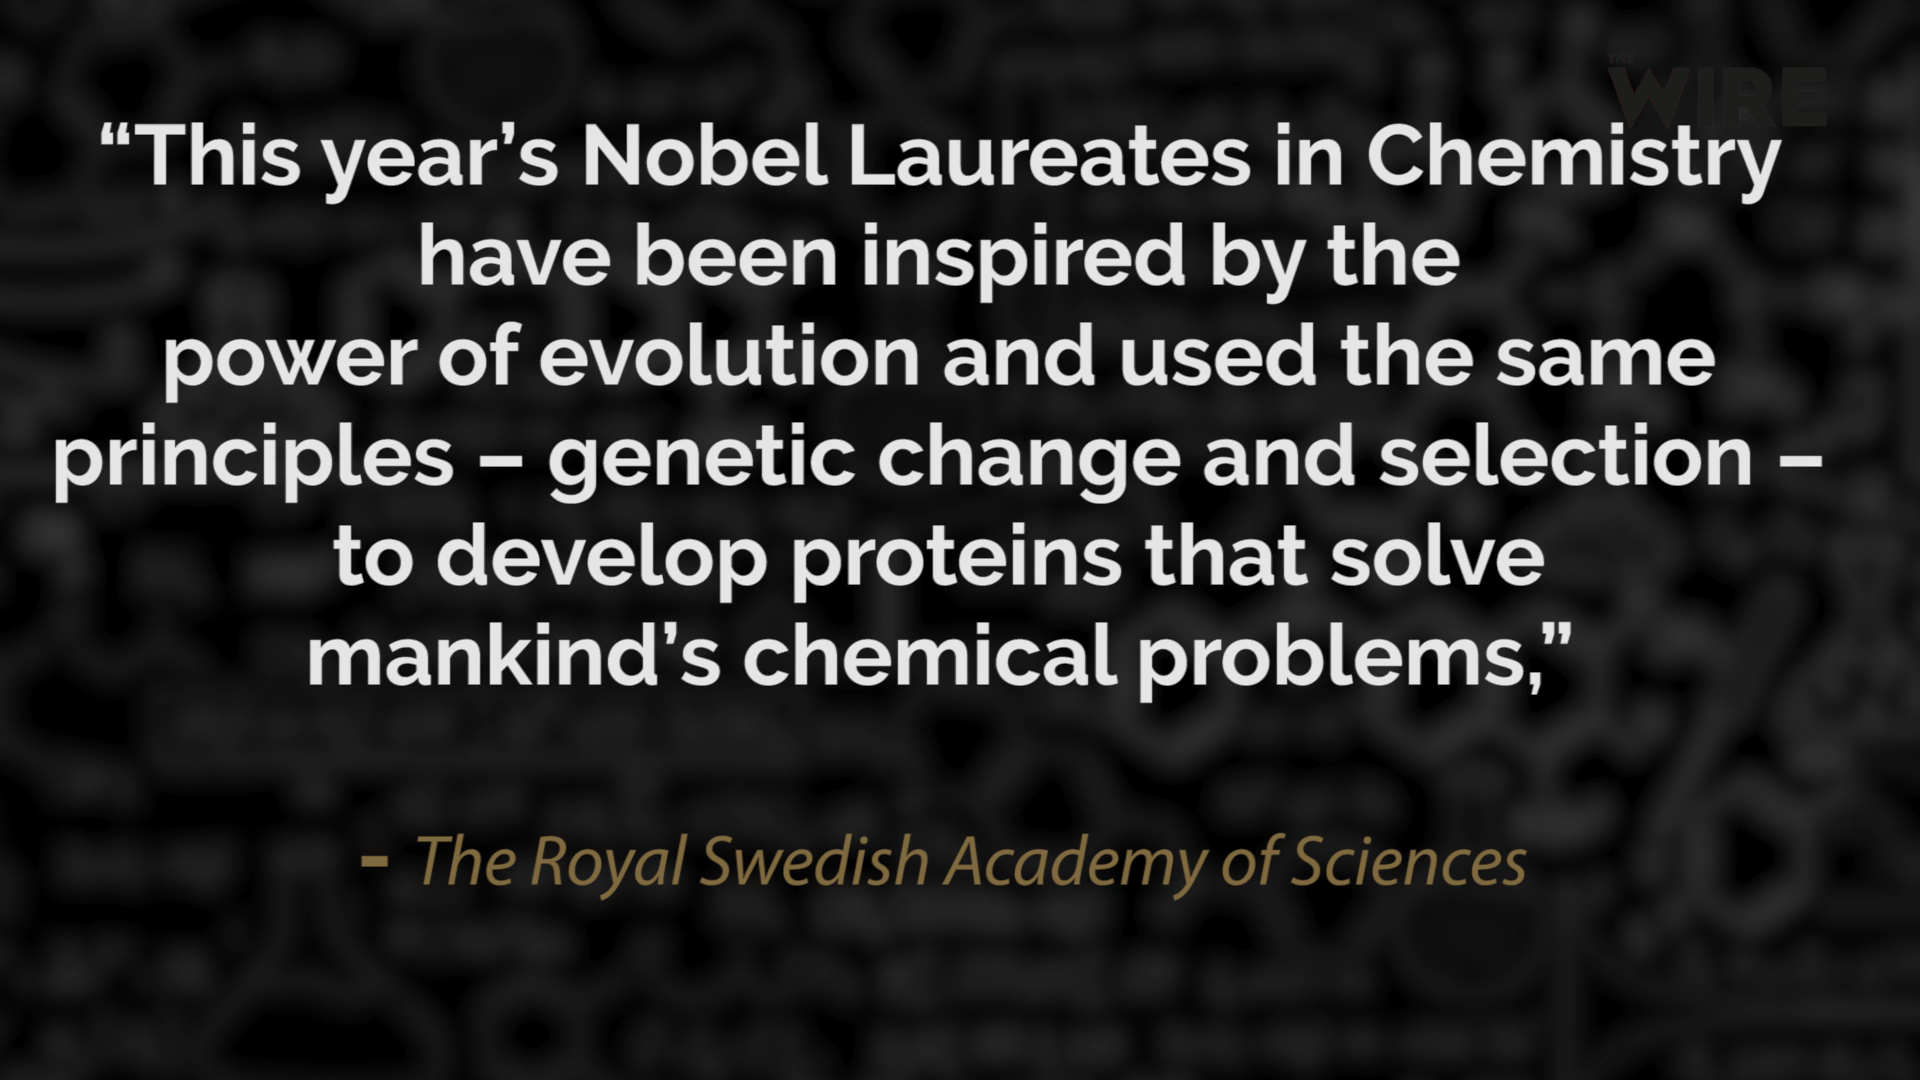 THE
WIRE
“This year’s Nobel Laureates in Chemistry
have been inspired by the
power of evolution and used the same
principles – genetic change and selection –
to develop proteins that solve
mankind’s chemical problems,”
- The Royal Swedish Academy of Sciences